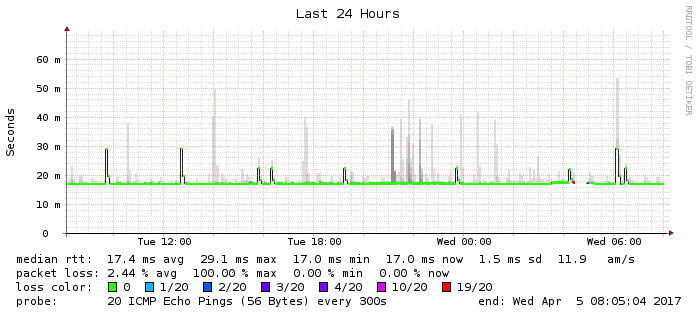 Last 24 Hours
RRDTOOL / TOBI OETIKER
Seconds
60 m
50 m
40 m
30 m
20 m
10 m
0
Tue 12:00 Tue 18:00 Wed 00:00 Wed 06:00
median rtt: 17.4 ms avg 29.1 ms max 17.0 ms min 17.0 ms now 1.5 ms sd 11.9 am/s
packet loss: 2.44 % avg 100.00 % max 0.00 % min 0.00 % now
loss color: 0 1/20 2/20 3/20 4/20 10/20 19/20
probe: 20 ICMP Echo Pings (56 Bytes) every 300s end: Wed Apr 5 08:05:04 2017